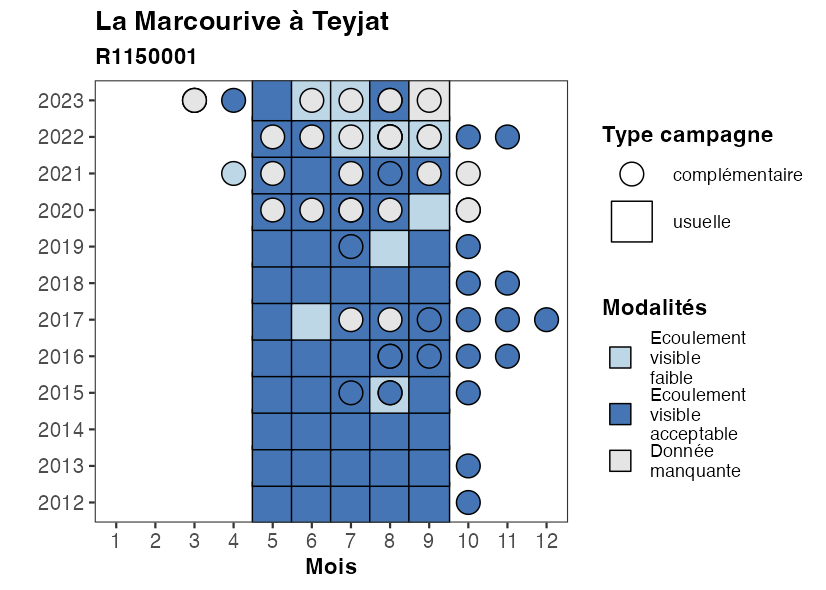 La Marcourive à Teyjat
R1150001
2023
2022
2021
2020
2019
2018
2017
2016
2015
2014
2013
2012
1 2 3 4 5 6 7 8 9 10 11 12
Mois
Type campagne
complémentaire
usuelle
Modalités
Ecoulement
visible
faible
Ecoulement
visible
acceptable
Donnée
manquante